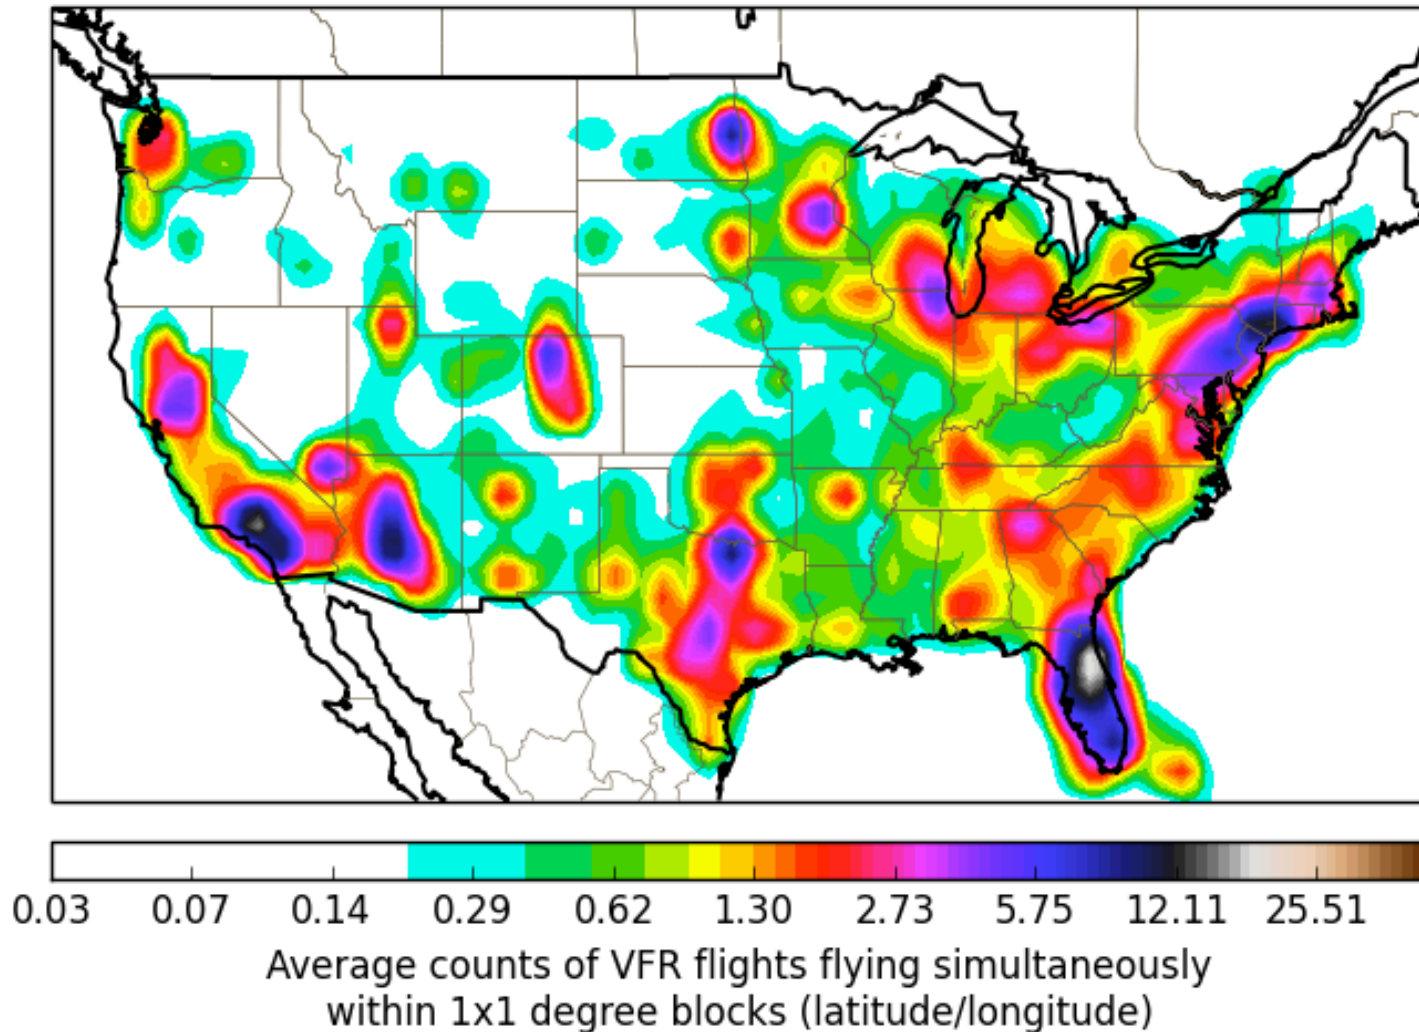 0.03 0.07 0.14 0.29 0.62 1.30 2.73 5.75 12.11 25.51
Average counts of VFR flights flying simultaneously
within 1x1 degree blocks (latitude/longitude)